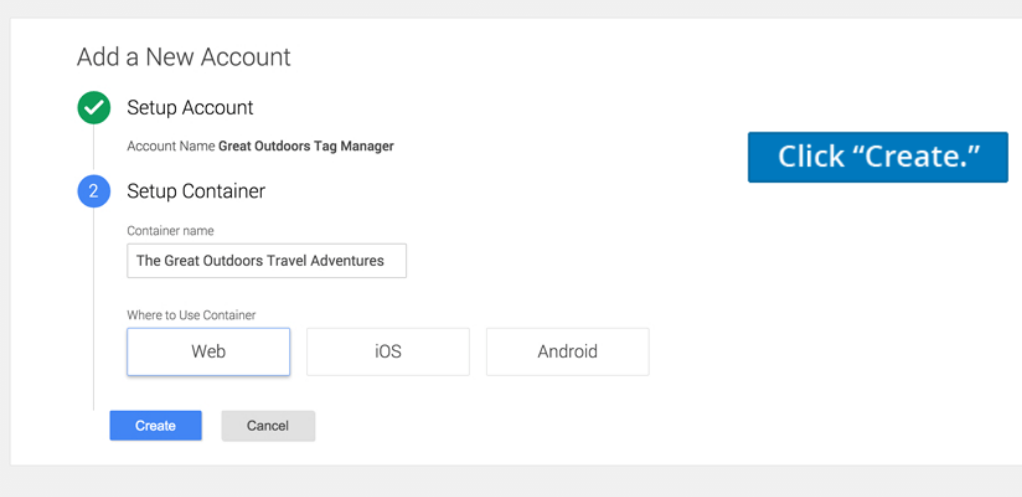 Add a New Account
Setup Account
Account Name Great Outdoors Tag Manager
Click “Create.”
2 Setup Container
Container name
The Great Outdoors Travel Adventures
Where to Use Container
Web iOS Android
Create Cancel